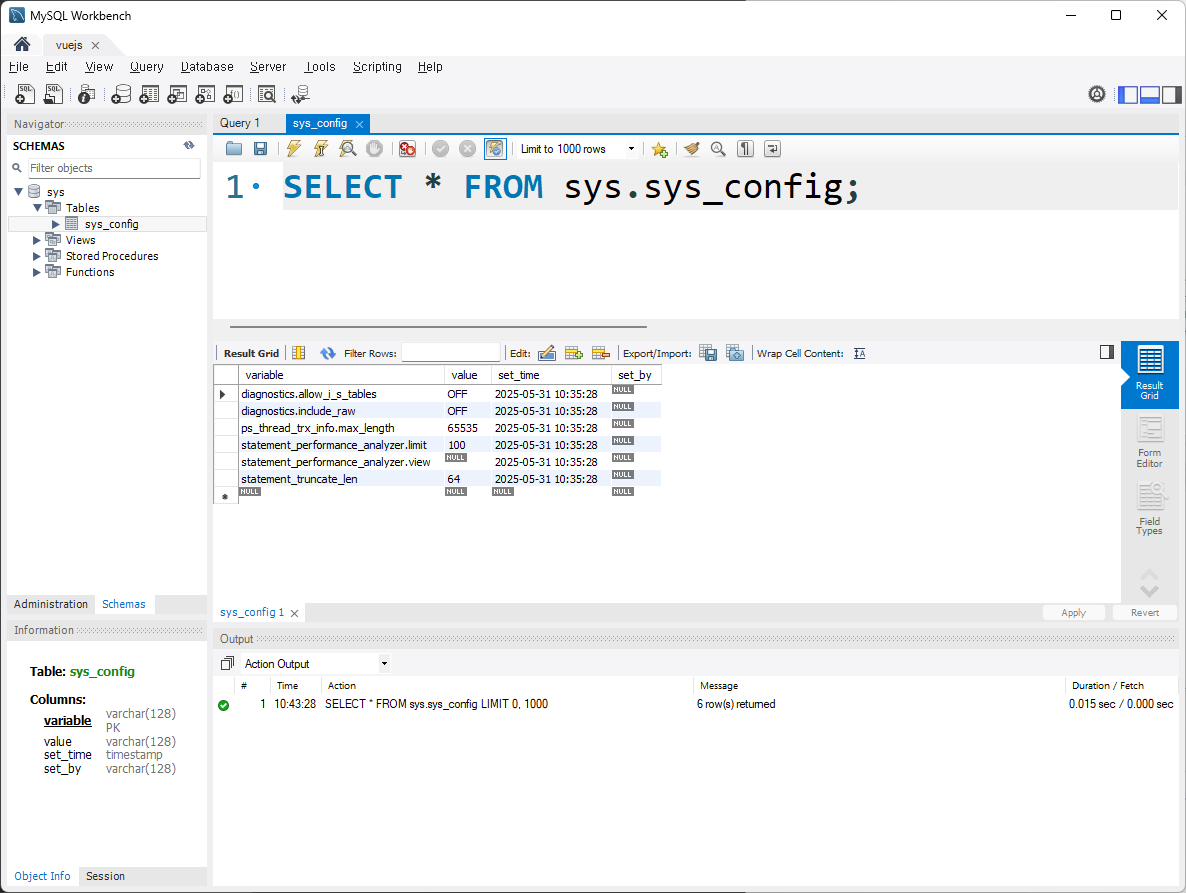 MySQL Workbench
vuejs
File Edit View Query Database Server Tools Scripting Help
SQL SQL
Navigator
SCHEMAS
Filter objects
sys
Tables
sys_config
Views
Stored Procedures
Functions
Administration Schemas
Information
Table: sys_config
Columns:
variable varchar(128) PK
value varchar(128)
set_time timestamp
set_by varchar(128)
Object Info Session
Query 1 sys_config
Limit to 1000 rows
1 SELECT * FROM sys.sys_config;
Result Grid Filter Rows: Edit: Export/Import: Wrap Cell Content: IA
variable value set_time set_by
diagnostics.allow_i_s_tables OFF 2025-05-31 10:35:28 NULL
diagnostics.include_raw OFF 2025-05-31 10:35:28 NULL
ps_thread_trx_info.max_length 65535 2025-05-31 10:35:28 NULL
statement_performance_analyzer.limit 100 2025-05-31 10:35:28 NULL
statement_performance_analyzer.view NULL 2025-05-31 10:35:28 NULL
statement_truncate_len 64 2025-05-31 10:35:28 NULL
NULL NULL NULL NULL
Result
Grid
Form
Editor
Field
Types
sys_config 1 Apply Revert
Output
Action Output
# Time Action Message Duration / Fetch
1 10:43:28 SELECT * FROM sys.sys_config LIMIT 0, 1000 6 row(s) returned 0.015 sec / 0.000 sec